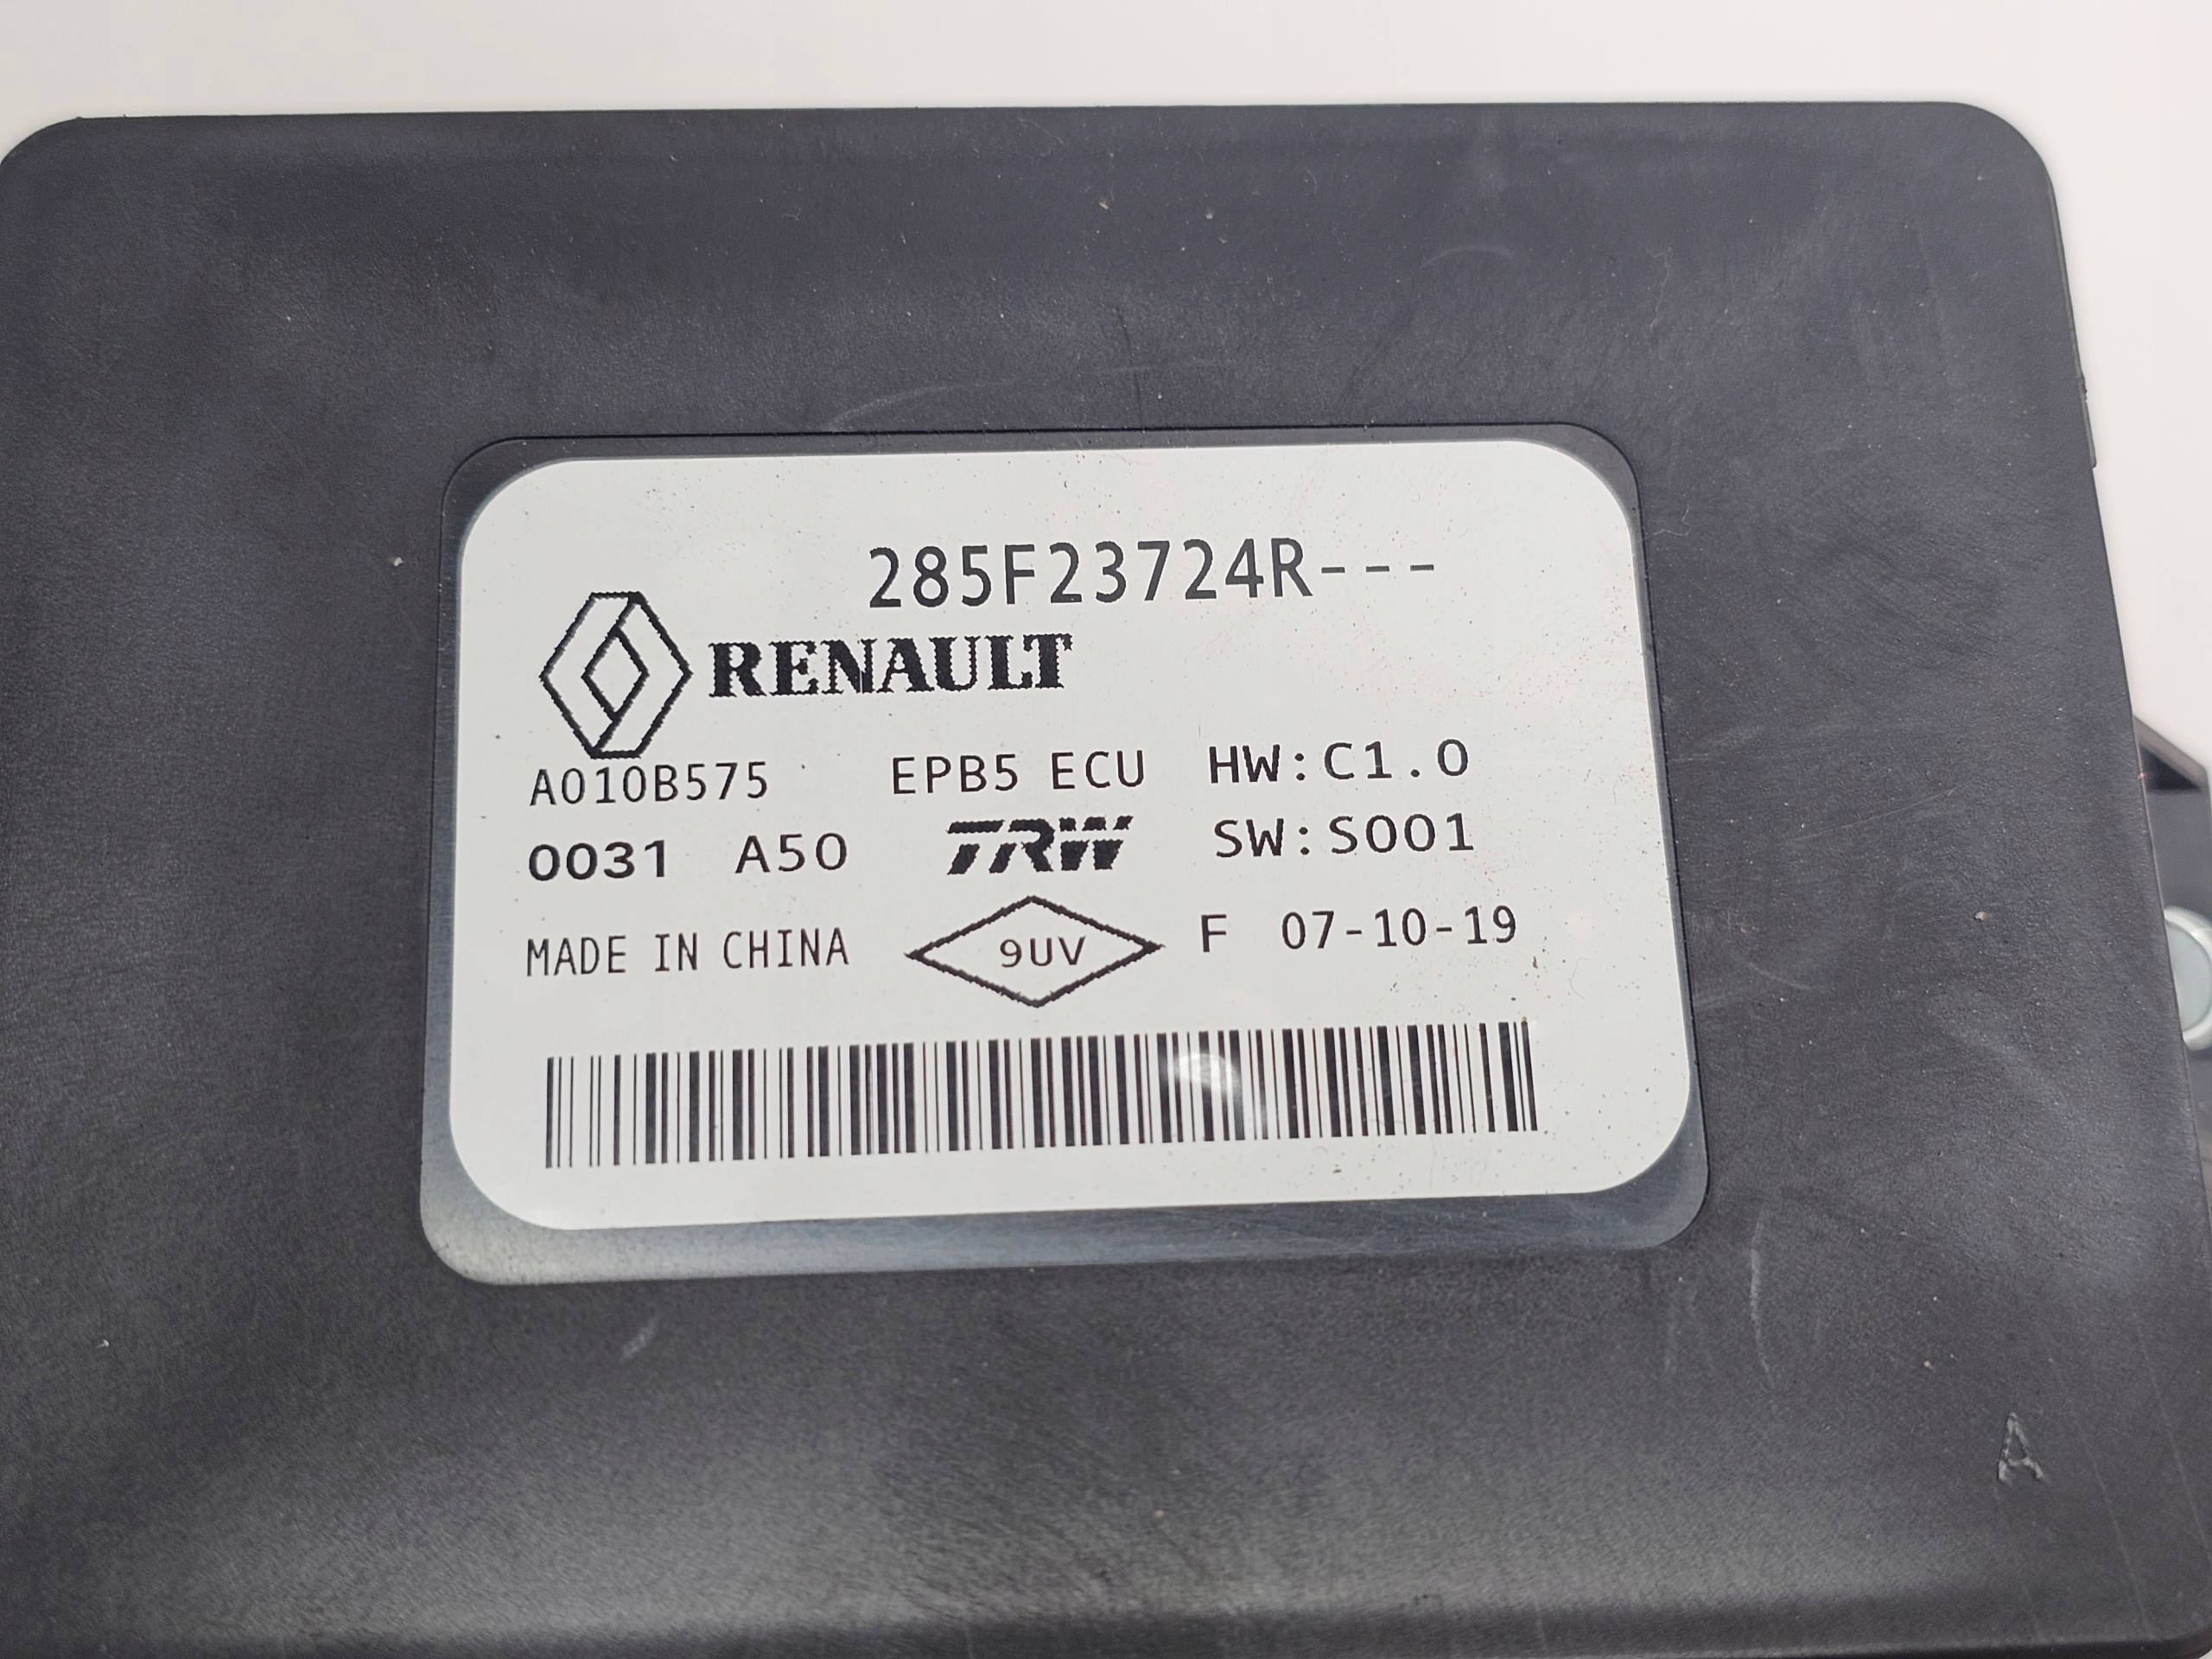 285F23724R---
RENAULT
A010B575 EPB5 ECU HW:C1.0
0031 A50 TRW SW:S001
MADE IN CHINA 9UV F 07-10-19
A